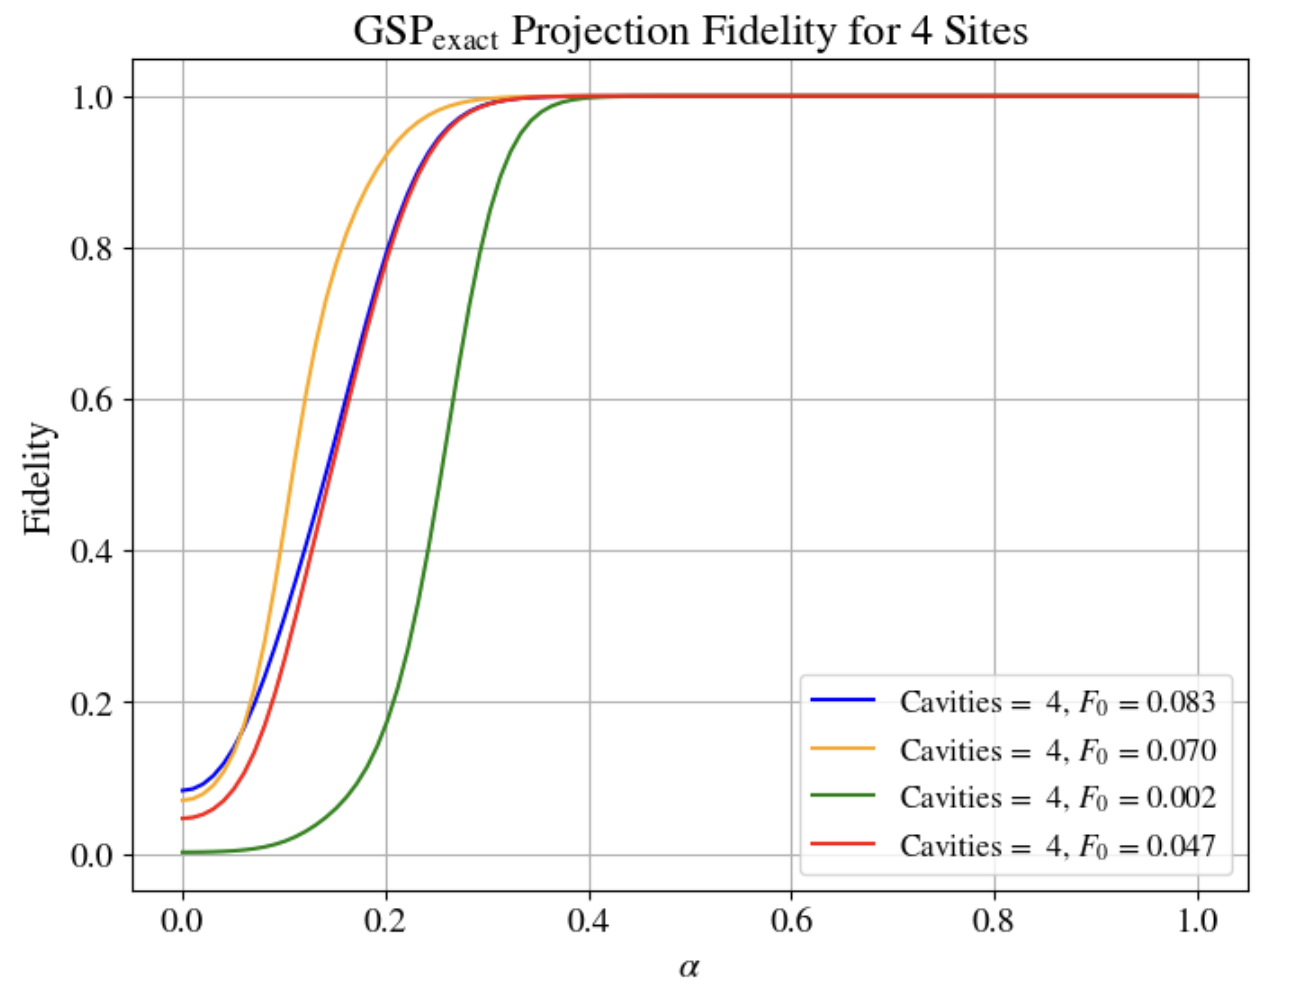 GSPexact Projection Fidelity for 4 Sites
Fidelity
1.0
0.8
0.6
0.4
0.2
0.0
Cavities = 4, F₀ = 0.083
Cavities = 4, F₀ = 0.070
Cavities = 4, F₀ = 0.002
Cavities = 4, F₀ = 0.047
0.0 0.2 0.4 0.6 0.8 1.0
α